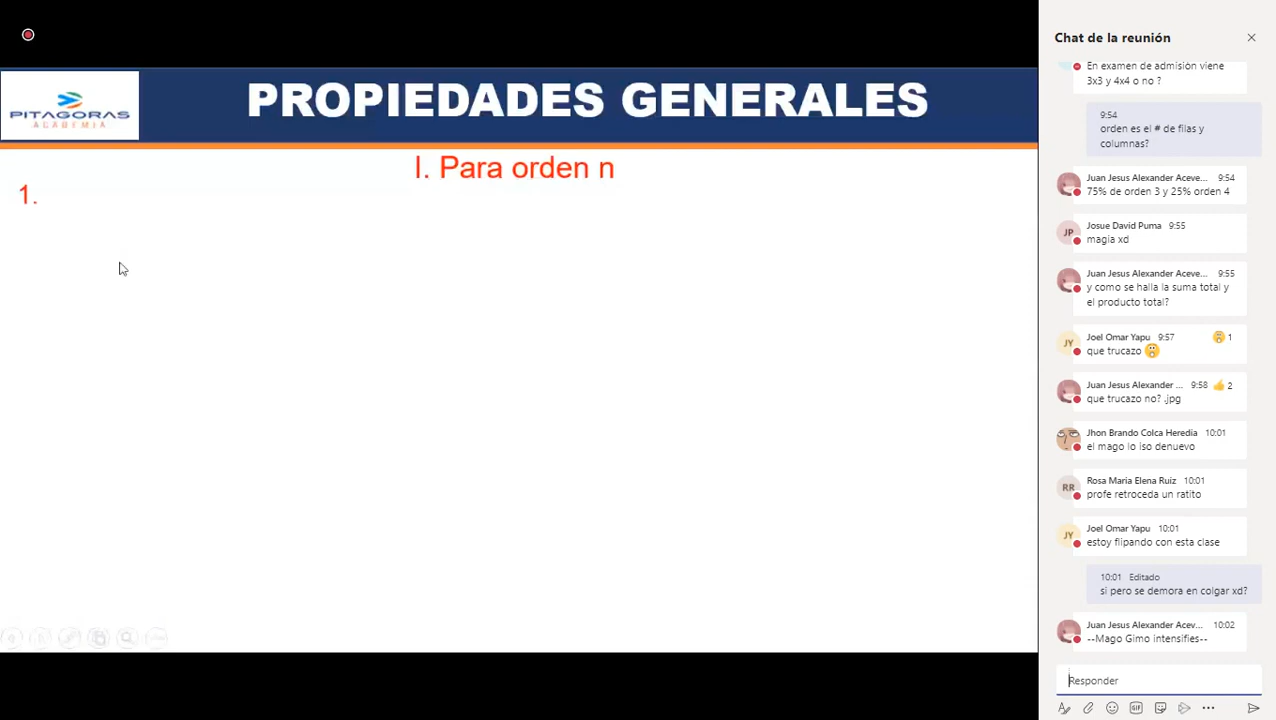 PITAGORAS
ACADEMIA
PROPIEDADES GENERALES
I. Para orden n
1.
Chat de la reunión
En examen de admisión viene
3x3 y 4x4 o no ?
9:54
orden es el # de filas y
columnas?
Juan Jesus Alexander Aceve... 9:54
75% de orden 3 y 25% orden 4
JP
Josue David Puma 9:55
magia xd
Juan Jesus Alexander Aceve... 9:55
y como se halla la suma total y
el producto total?
JY
Joel Omar Yapu 9:57 1
que trucazo
Juan Jesus Alexander ... 9:58 2
que trucazo no? .jpg
Jhon Brando Colca Heredia 10:01
el mago lo iso denuevo
RR
Rosa Maria Elena Ruiz 10:01
profe retroceda un ratito
JY
Joel Omar Yapu 10:01
estoy flipando con esta clase
10:01 Editado
si pero se demora en colgar xd?
Juan Jesus Alexander Acev... 10:02
--Mago Gimo intensifies--
Responder
GIF